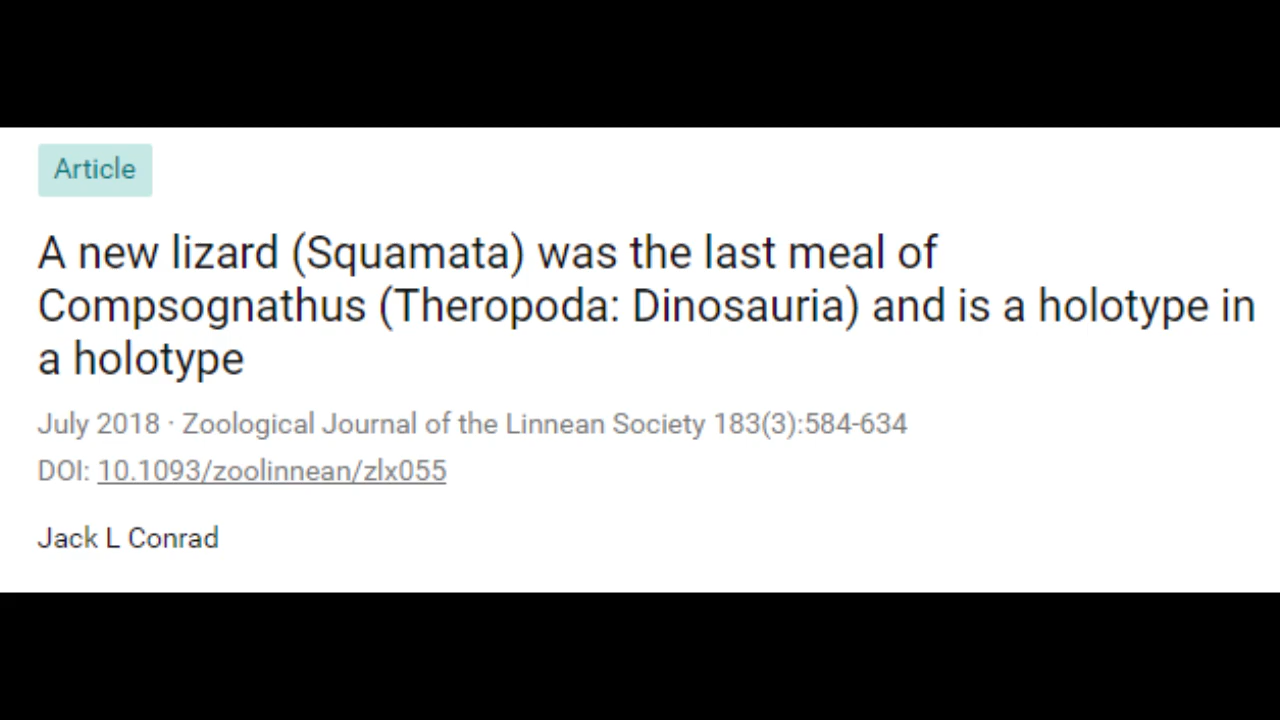 Article
A new lizard (Squamata) was the last meal of
Compsognathus (Theropoda: Dinosauria) and is a holotype in
a holotype
July 2018 · Zoological Journal of the Linnean Society 183(3):584-634
DOI: 10.1093/zoolinnean/zlx055
Jack L Conrad